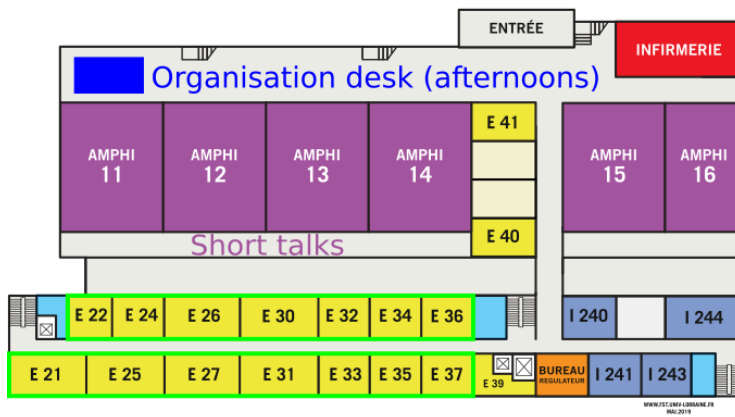 ENTRÉE
INFIRMERIE
Organisation desk (afternoons)
E 41
AMPHI
11
AMPHI
12
AMPHI
13
AMPHI
14
AMPHI
15
AMPHI
16
E 40
Short talks
E 22
E 24
E 26
E 30
E 32
E 34
E 36
I 240
I 244
E 21
E 25
E 27
E 31
E 33
E 35
E 37
E 39
BUREAU
REGULATEUR
I 241
I 243
WWW.FST.UNIV-LORRAINE.FR
MAJ.2019